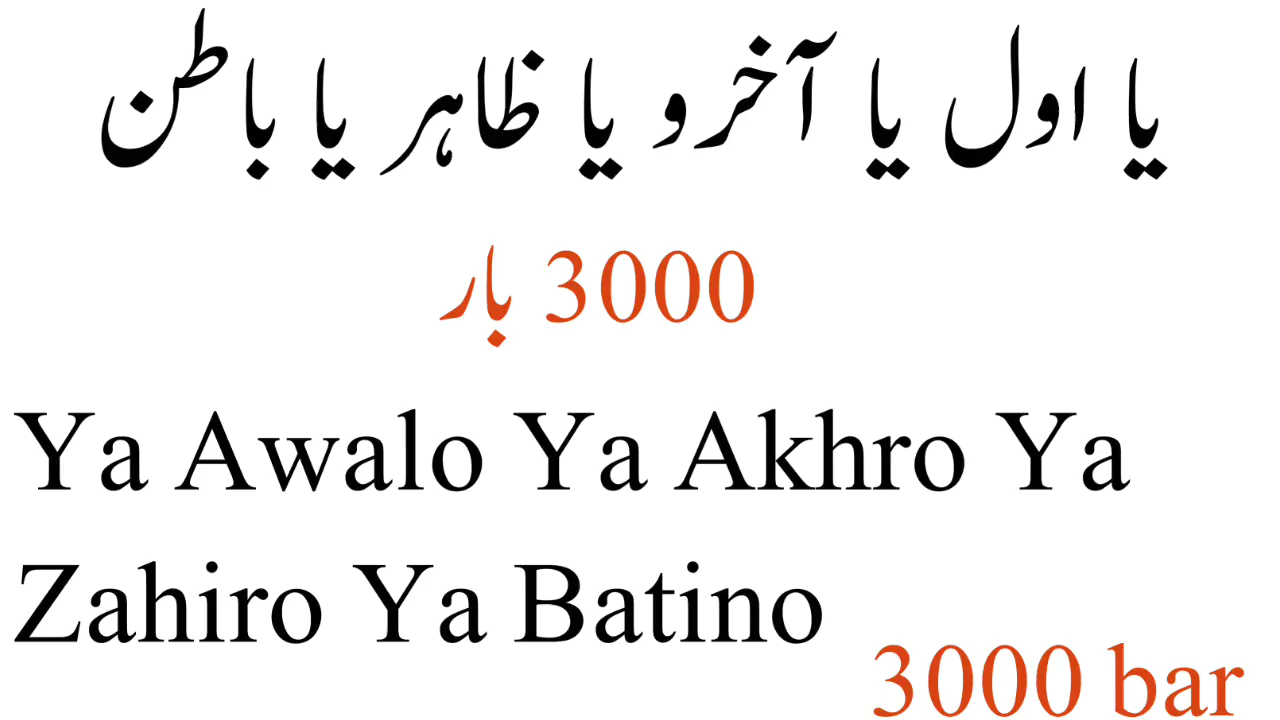 یا اول یا آخرو یا ظاہر یا باطن
3000 بار
Ya Awalo Ya Akhro Ya
Zahiro Ya Batino
3000 bar